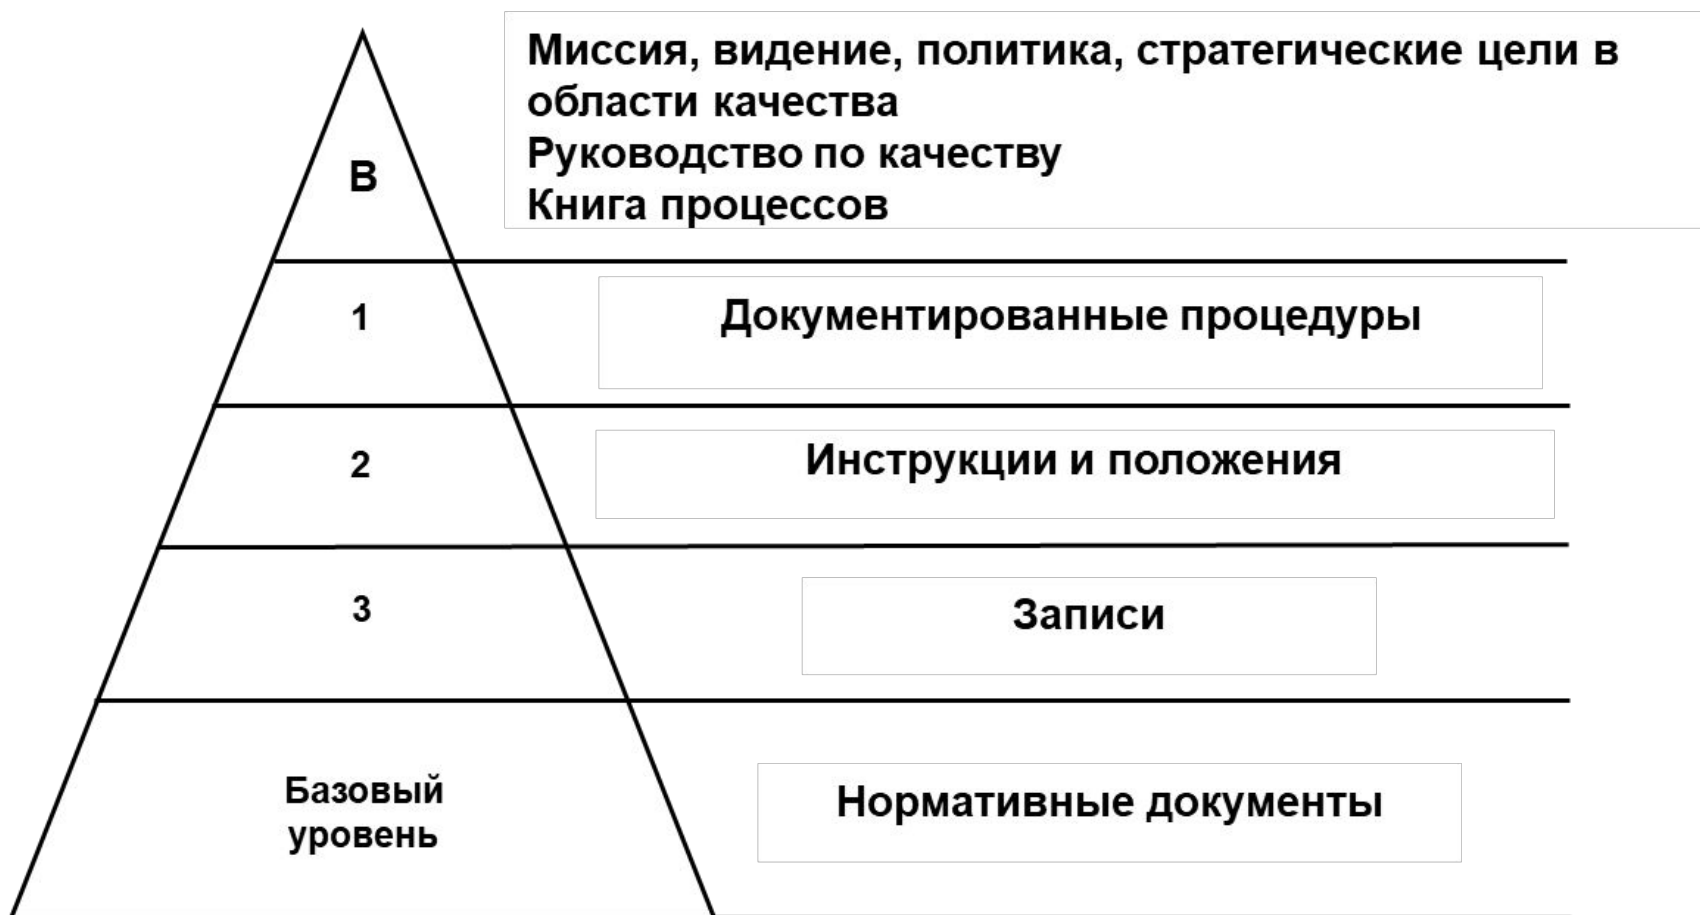 Миссия, видение, политика, стратегические цели в
области качества
Руководство по качеству
Книга процессов
В
1
Документированные процедуры
2
Инструкции и положения
3
Записи
Базовый
уровень
Нормативные документы